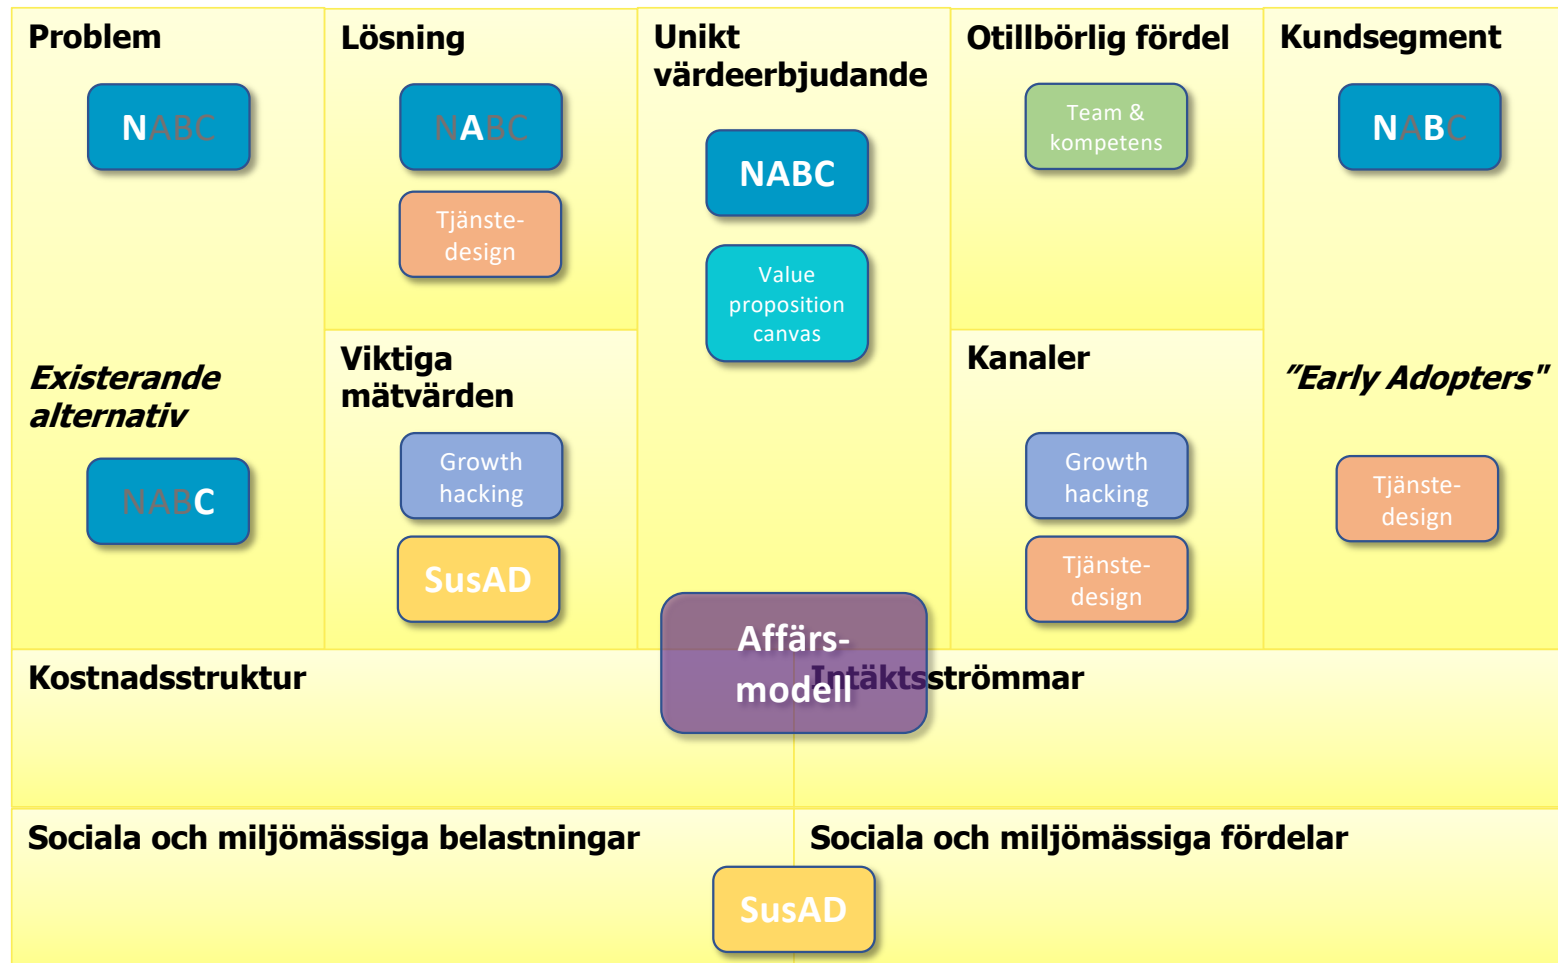 Problem
NABC
Existerande
alternativ
NABC
Lösning
NABC
Tjänste-
design
Viktiga
mätvärden
Growth
hacking
SusAD
Unikt
värdeerbjudande
NABC
Value
proposition
canvas
Otillbörlig fördel
Team &
kompetens
Kanaler
Growth
hacking
Tjänste-
design
Kundsegment
NABC
”Early Adopters"
Tjänste-
design
Kostnadsstruktur
Affärs-
modell
Intäktsströmmar
Sociala och miljömässiga belastningar
Sociala och miljömässiga fördelar
SusAD